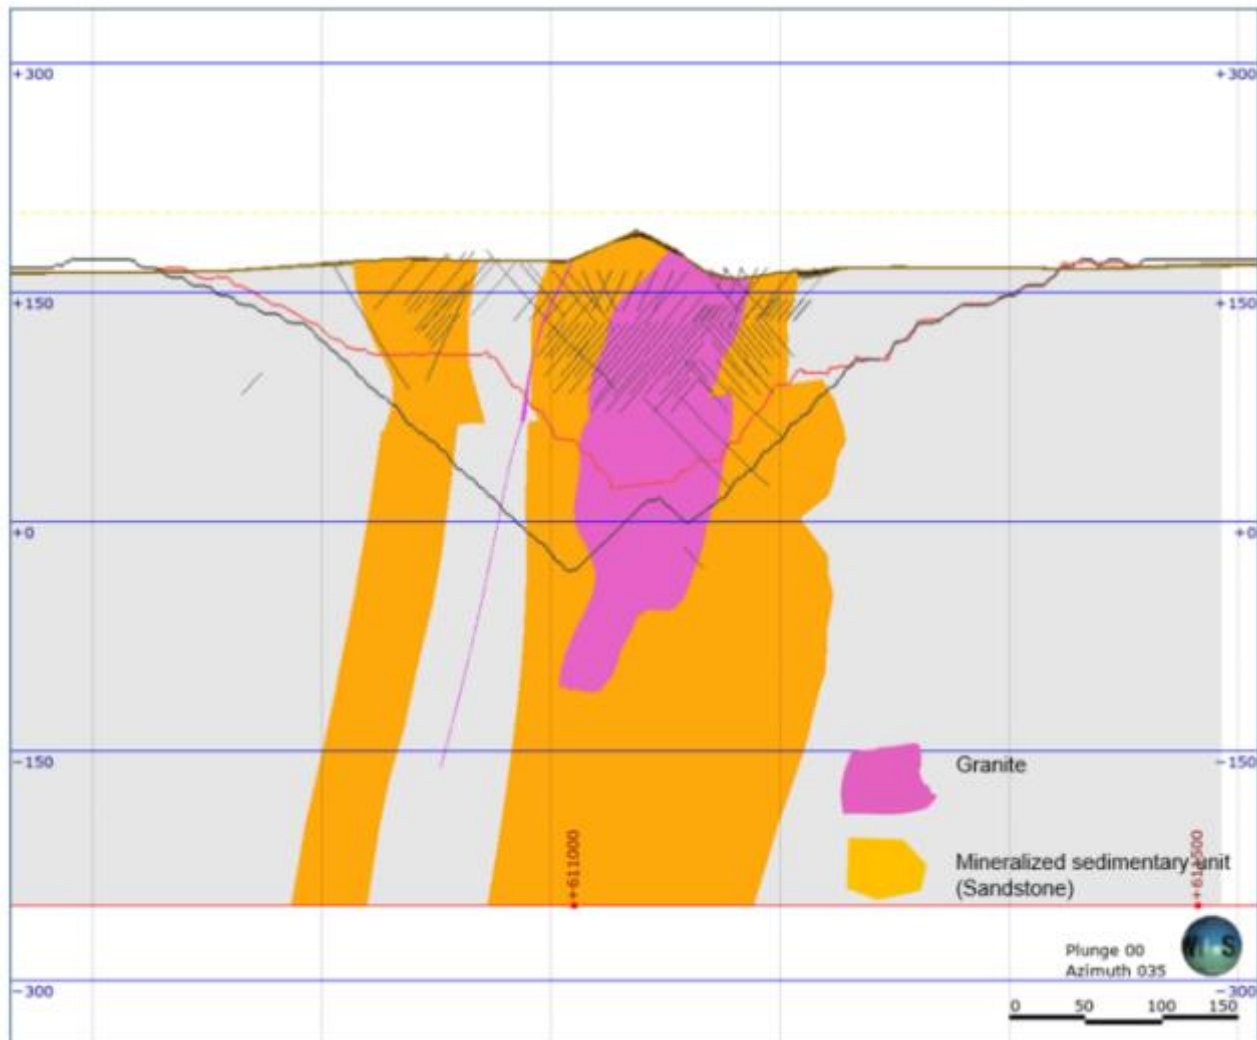 +300
+300
+150
+150
+0
+0
−150
−150
Granite
+611000
Mineralized sedimentary unit
(Sandstone)
Plunge 00
Azimuth 035
0 50 100 150
−300
−300